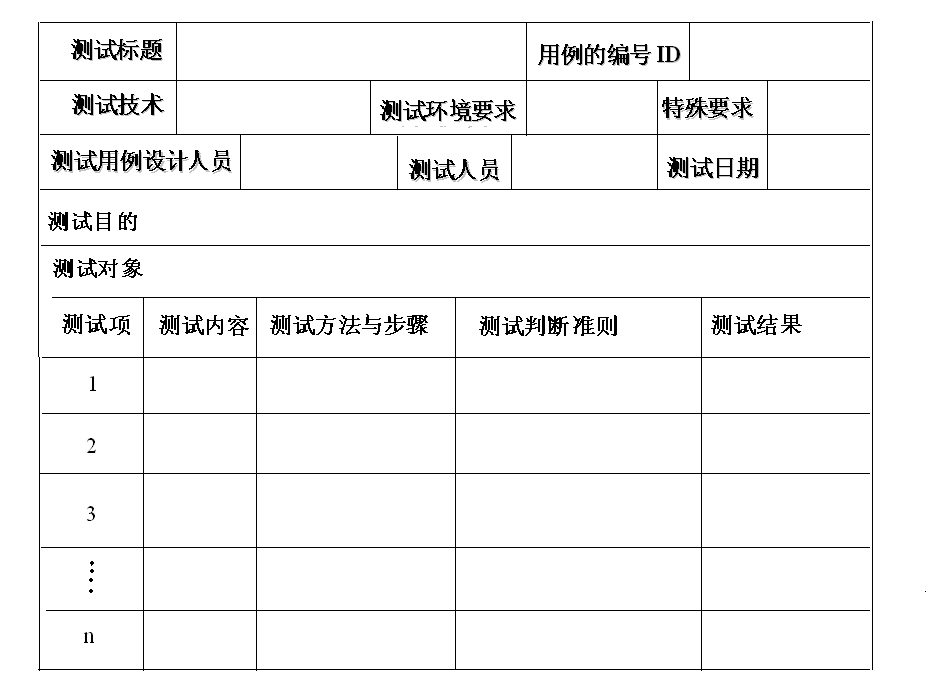 测试标题 用例的编号 ID
测试技术 测试环境要求 特殊要求
测试用例设计人员 测试人员 测试日期
测试目的
测试对象
测试项 测试内容 测试方法与步骤 测试判断准则 测试结果
1
2
3
⋮
n